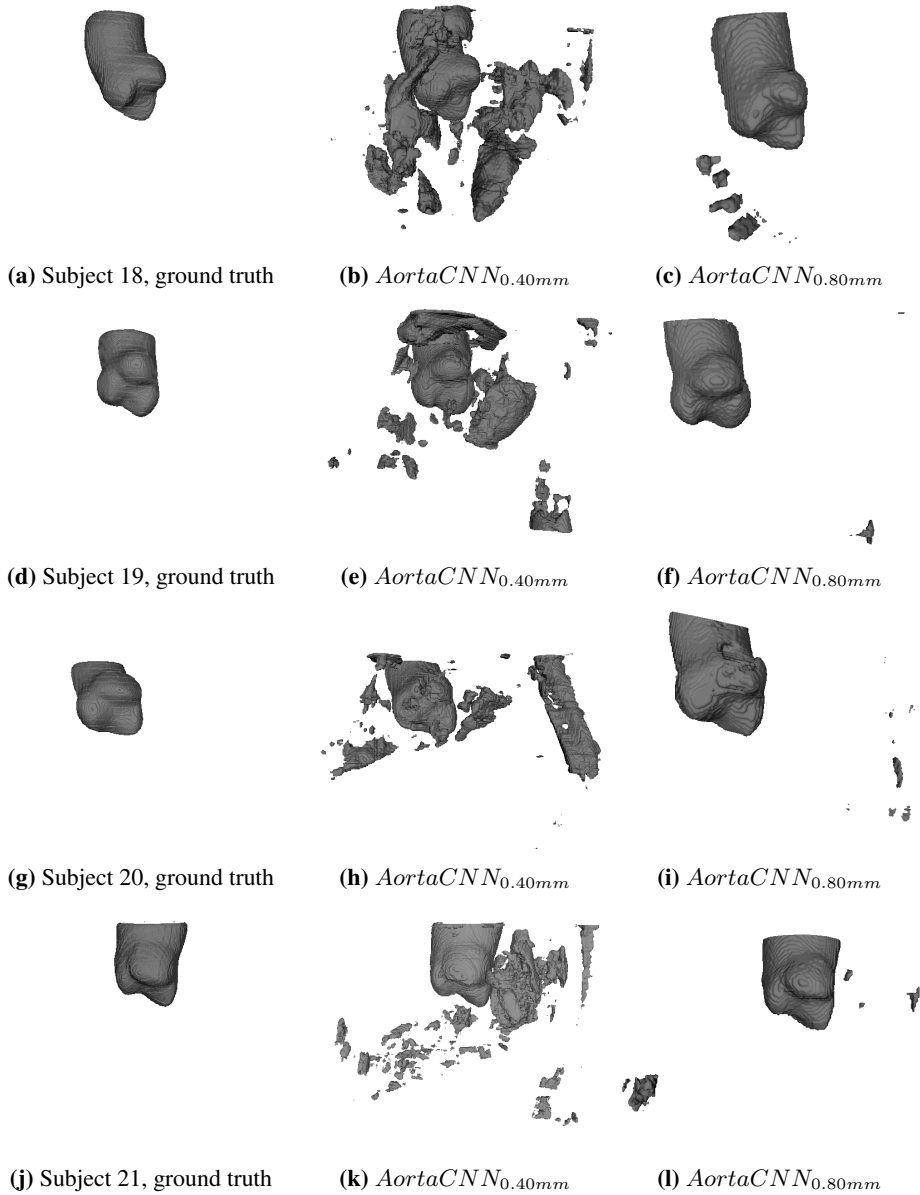 (a) Subject 18, ground truth (b) AortaCNN0.40mm (c) AortaCNN0.80mm
(d) Subject 19, ground truth (e) AortaCNN0.40mm (f) AortaCNN0.80mm
(g) Subject 20, ground truth (h) AortaCNN0.40mm (i) AortaCNN0.80mm
(j) Subject 21, ground truth (k) AortaCNN0.40mm (l) AortaCNN0.80mm